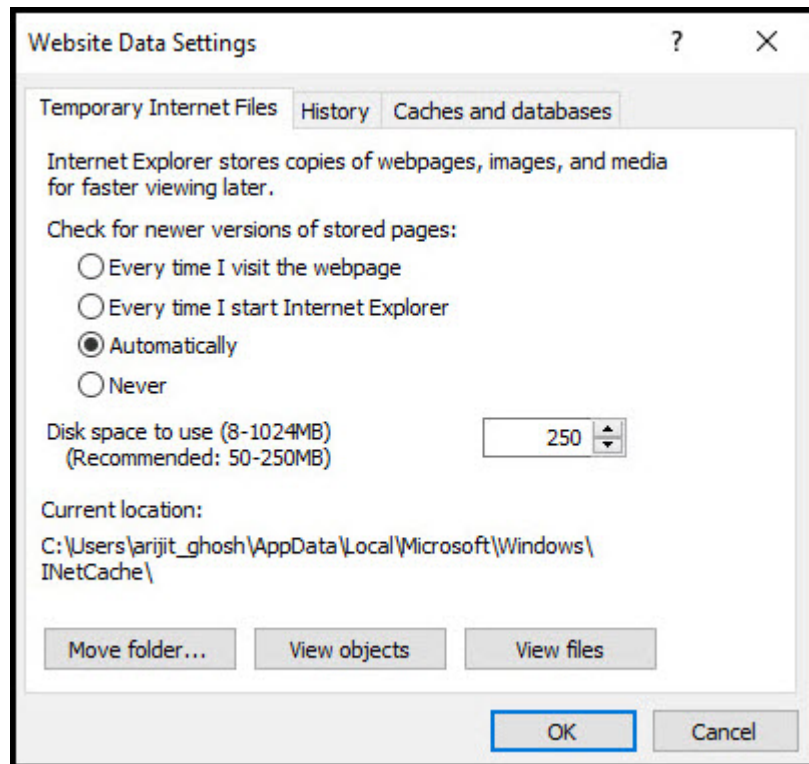 Website Data Settings
Temporary Internet Files History Caches and databases
Internet Explorer stores copies of webpages, images, and media
for faster viewing later.
Check for newer versions of stored pages:
Every time I visit the webpage
Every time I start Internet Explorer
Automatically
Never
Disk space to use (8-1024MB) 250
(Recommended: 50-250MB)
Current location:
C:\Users\arijit_ghosh\AppData\Local\Microsoft\Windows\
INetCache\
Move folder... View objects View files
OK Cancel